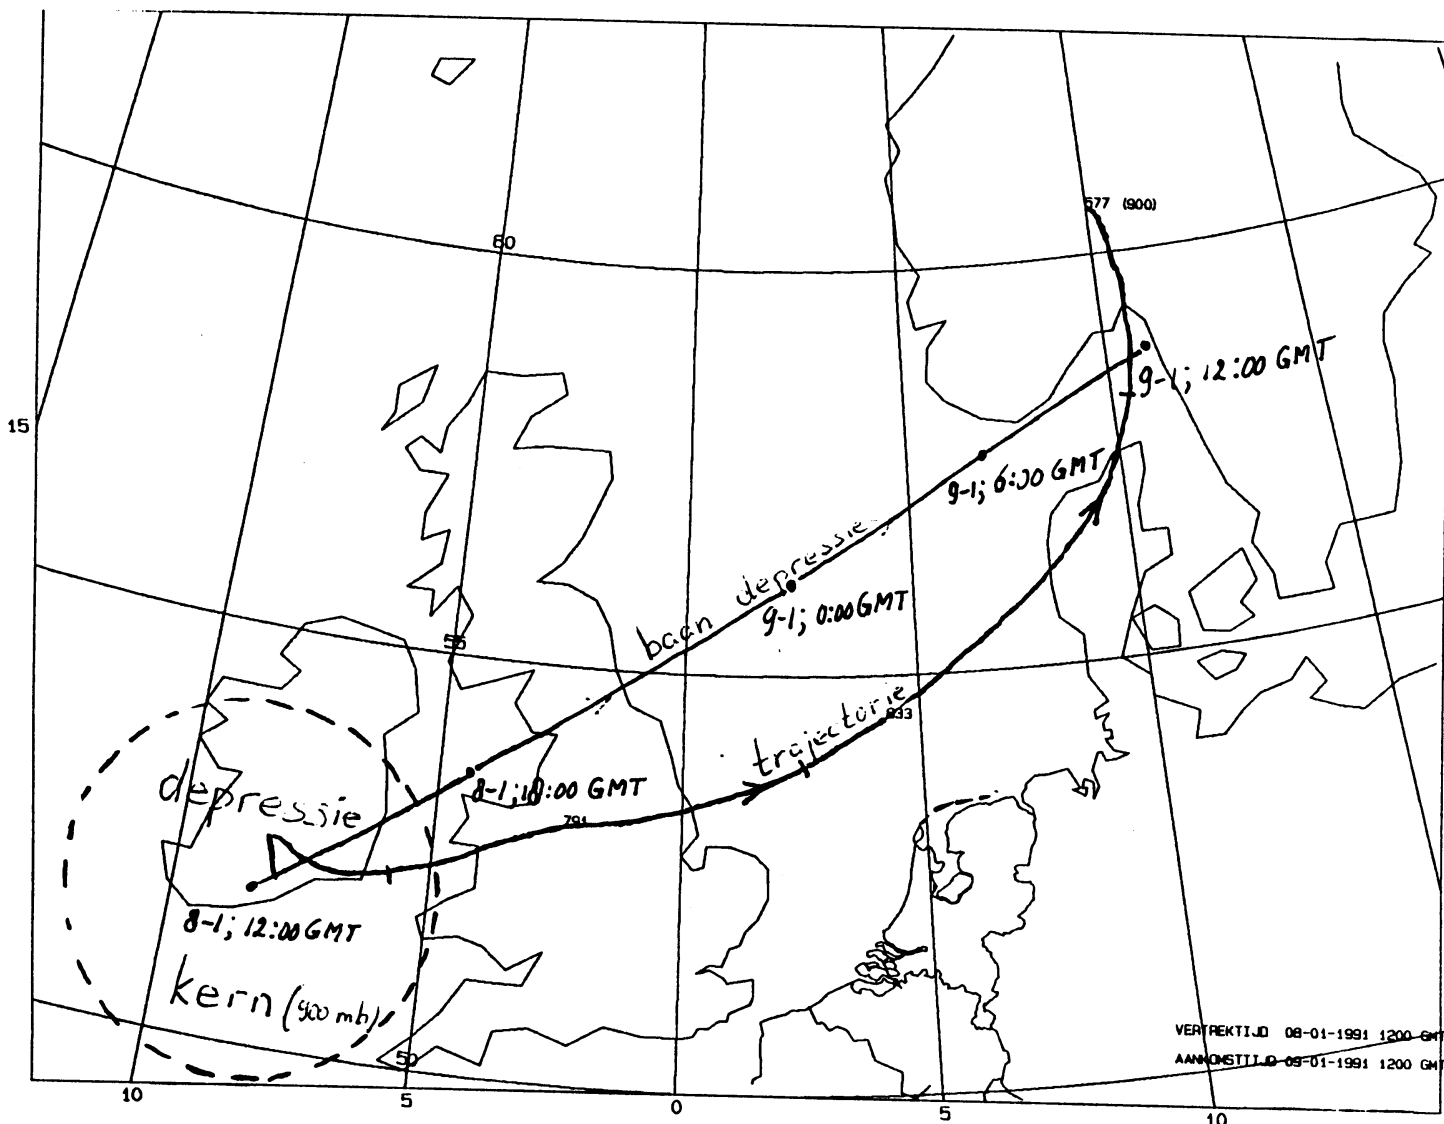 577 (900)
60
9-1; 12:00 GMT
15
9-1; 6:00 GMT
baan depressie
9-1; 0:00 GMT
55
trajectorie
833
depressie
8-1; 18:00 GMT
791
8-1; 12:00 GMT
kern (900 mb)
VERTREKTIJD 08-01-1991 1200 GMT
AANKOMSTTIJD 09-01-1991 1200 GMT
50
10
5
0
5
10